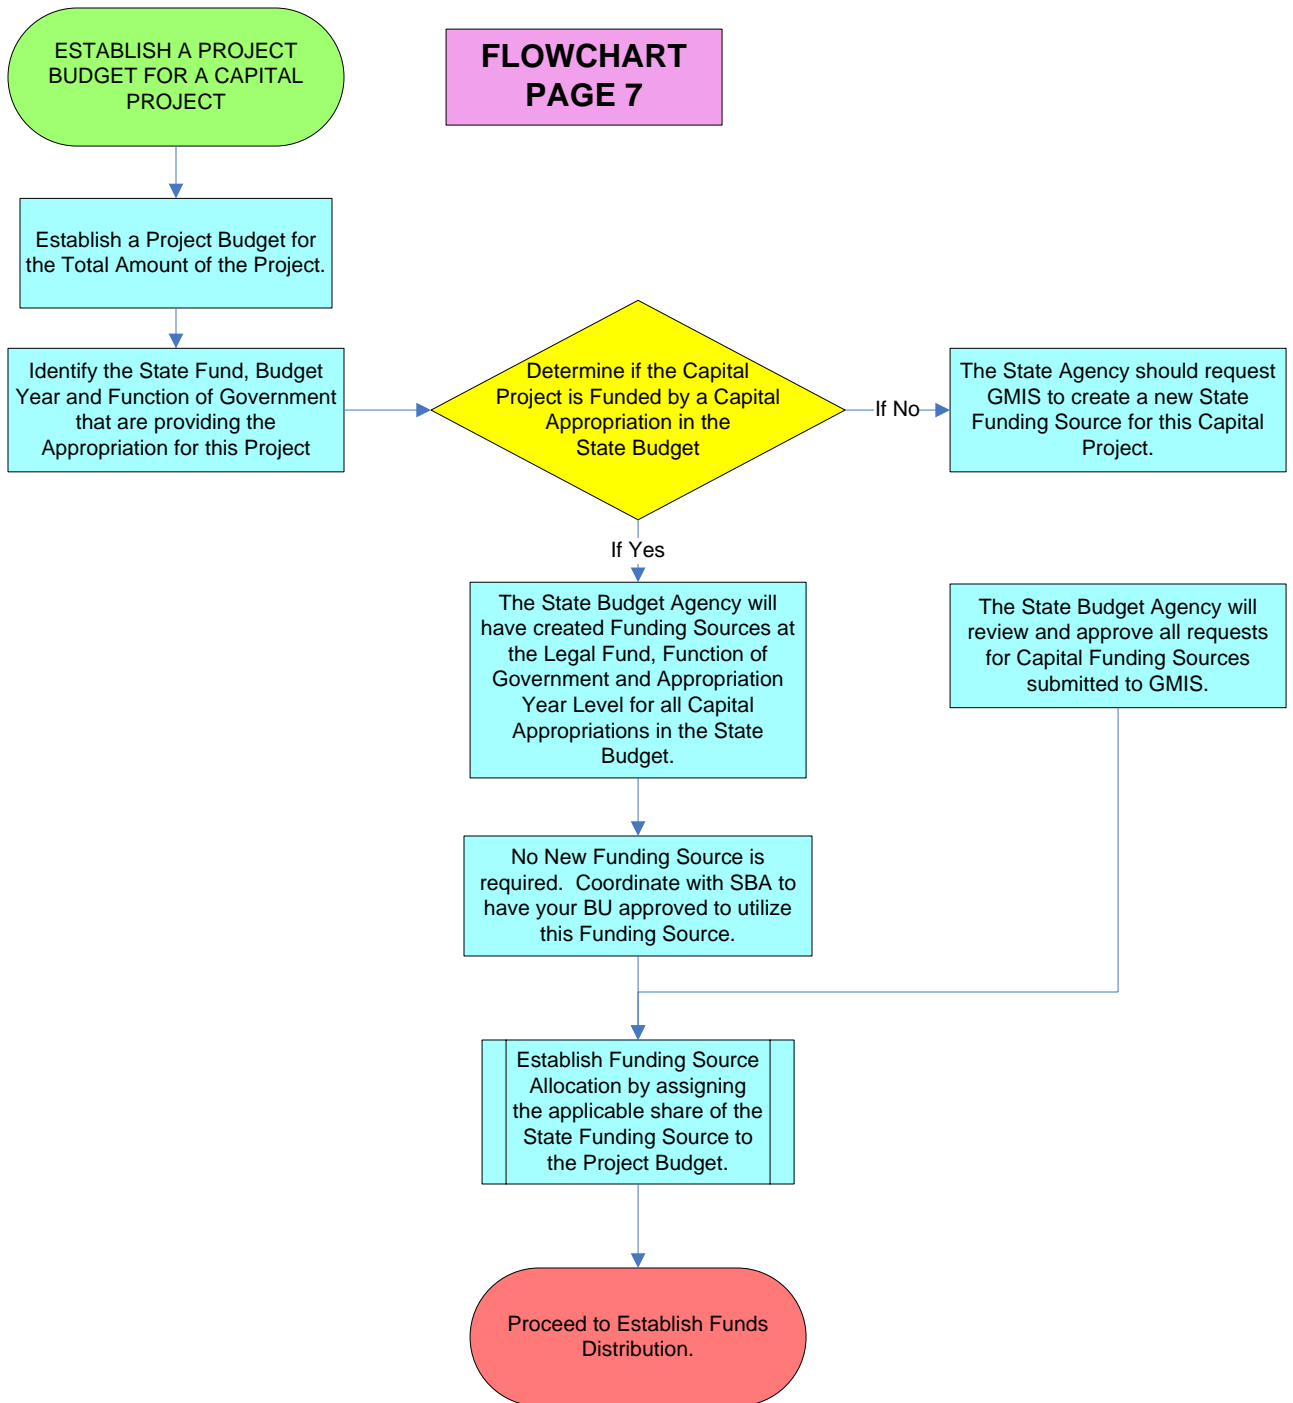 ESTABLISH A PROJECT
BUDGET FOR A CAPITAL
PROJECT
FLOWCHART
PAGE 7
Establish a Project Budget for
the Total Amount of the Project.
Identify the State Fund, Budget
Year and Function of Government
that are providing the
Appropriation for this Project
Determine if the Capital
Project is Funded by a Capital
Appropriation in the
State Budget
If No
The State Agency should request
GMIS to create a new State
Funding Source for this Capital
Project.
If Yes
The State Budget Agency will
have created Funding Sources at
the Legal Fund, Function of
Government and Appropriation
Year Level for all Capital
Appropriations in the State
Budget.
The State Budget Agency will
review and approve all requests
for Capital Funding Sources
submitted to GMIS.
No New Funding Source is
required.  Coordinate with SBA to
have your BU approved to utilize
this Funding Source.
Establish Funding Source
Allocation by assigning
the applicable share of the
State Funding Source to
the Project Budget.
Proceed to Establish Funds
Distribution.